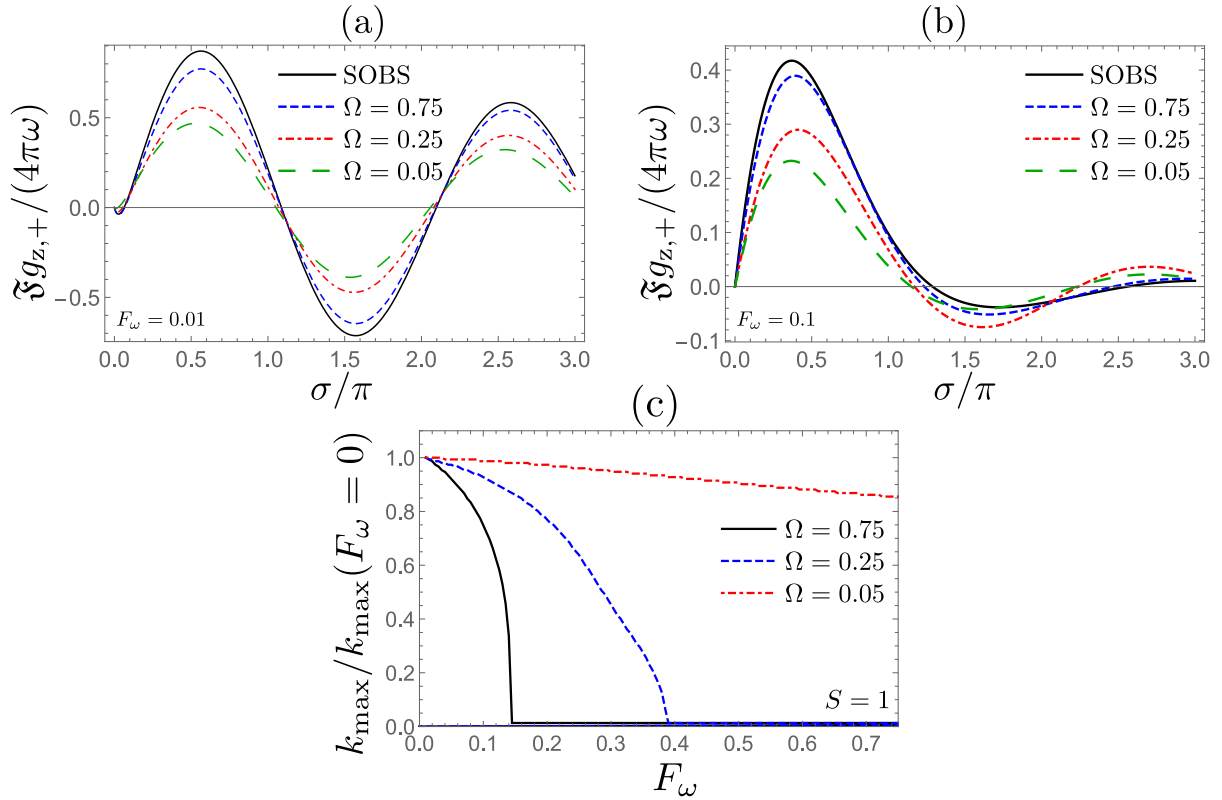 (a)
𝔉g_{z,+}/(4πω)
0.5
0.0
-0.5
SOBS
Ω = 0.75
Ω = 0.25
Ω = 0.05
F_ω = 0.01
0.0 0.5 1.0 1.5 2.0 2.5 3.0
σ/π
(b)
𝔉g_{z,+}/(4πω)
0.4
0.3
0.2
0.1
0.0
-0.1
SOBS
Ω = 0.75
Ω = 0.25
Ω = 0.05
F_ω = 0.1
0.0 0.5 1.0 1.5 2.0 2.5 3.0
σ/π
(c)
k_max/k_max(F_ω = 0)
1.0
0.8
0.6
0.4
0.2
0.0
Ω = 0.75
Ω = 0.25
Ω = 0.05
S = 1
0.0 0.1 0.2 0.3 0.4 0.5 0.6 0.7
F_ω